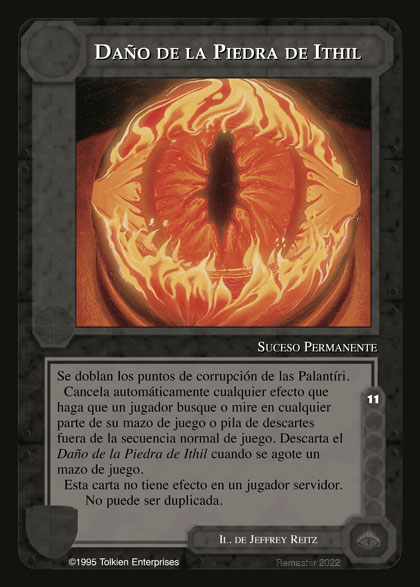 Daño de la Piedra de Ithil
Suceso Permanente
Se doblan los puntos de corrupción de las Palantíri.
Cancela automáticamente cualquier efecto que
haga que un jugador busque o mire en cualquier
parte de su mazo de juego o pila de descartes
fuera de la secuencia normal de juego. Descarta el
Daño de la Piedra de Ithil cuando se agote un
mazo de juego.
Esta carta no tiene efecto en un jugador servidor.
No puede ser duplicada.
11
Il. de Jeffrey Reitz
©1995 Tolkien Enterprises
Remaster 2022